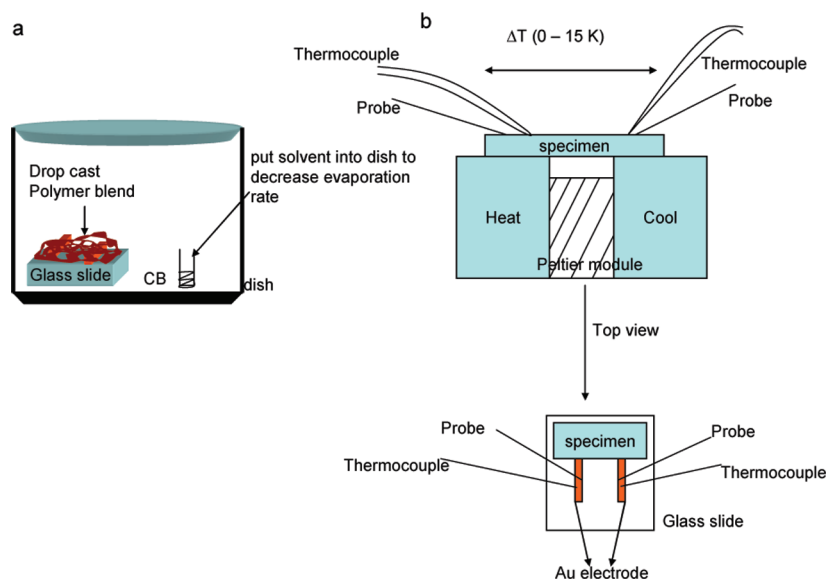 a
Drop cast
Polymer blend
Glass slide
CB
put solvent into dish to
decrease evaporation
rate
dish
b
ΔT (0 – 15 K)
Thermocouple
Probe
Thermocouple
Probe
specimen
Heat
Cool
Peltier module
Top view
Probe
Thermocouple
specimen
Probe
Thermocouple
Glass slide
Au electrode